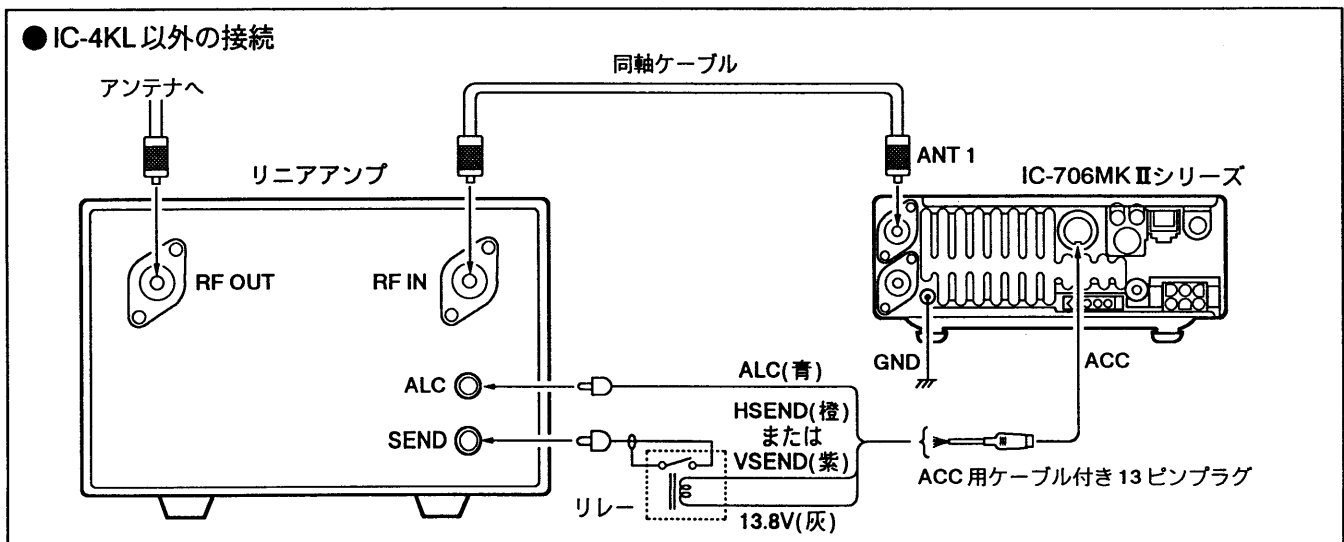 ●IC-4KL以外の接続
同軸ケーブル
アンテナへ
ANT 1
リニアアンプ
IC-706MKⅡシリーズ
RF OUT
RF IN
GND
ACC
ALC
ALC(青)
HSEND(橙)
または
VSEND(紫)
SEND
ACC用ケーブル付き13ピンプラグ
リレー
13.8V(灰)